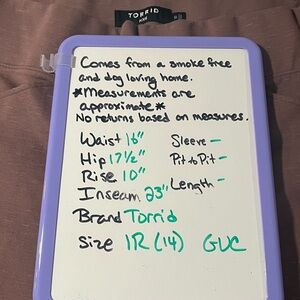 TORRID
Comes from a smoke free
and dog loving home.
*Measurements are
approximate*
No returns based on measures.
Waist 16" Sleeve -
Hip 17½" Pit to Pit -
Rise 10"
Inseam 23" Length -
Brand Torrid
Size 1R (14) GUC